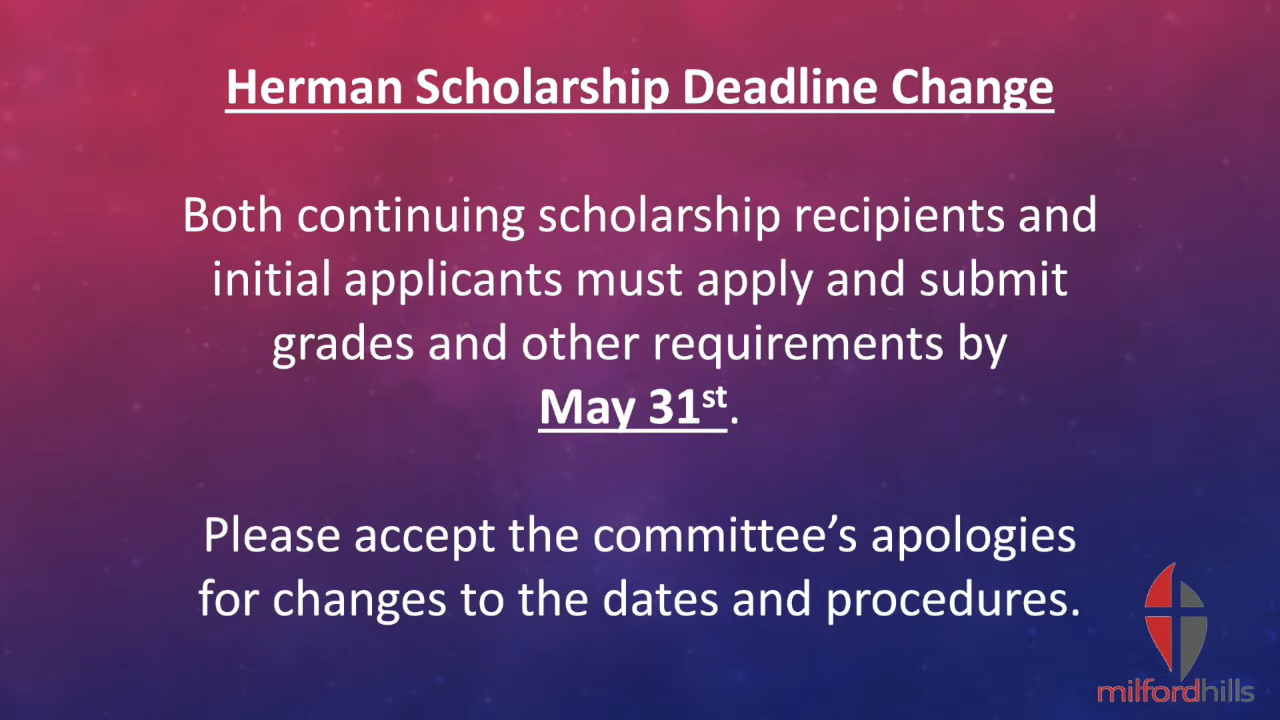 Herman Scholarship Deadline Change
Both continuing scholarship recipients and
initial applicants must apply and submit
grades and other requirements by
May 31st.
Please accept the committee’s apologies
for changes to the dates and procedures.
milfordhills